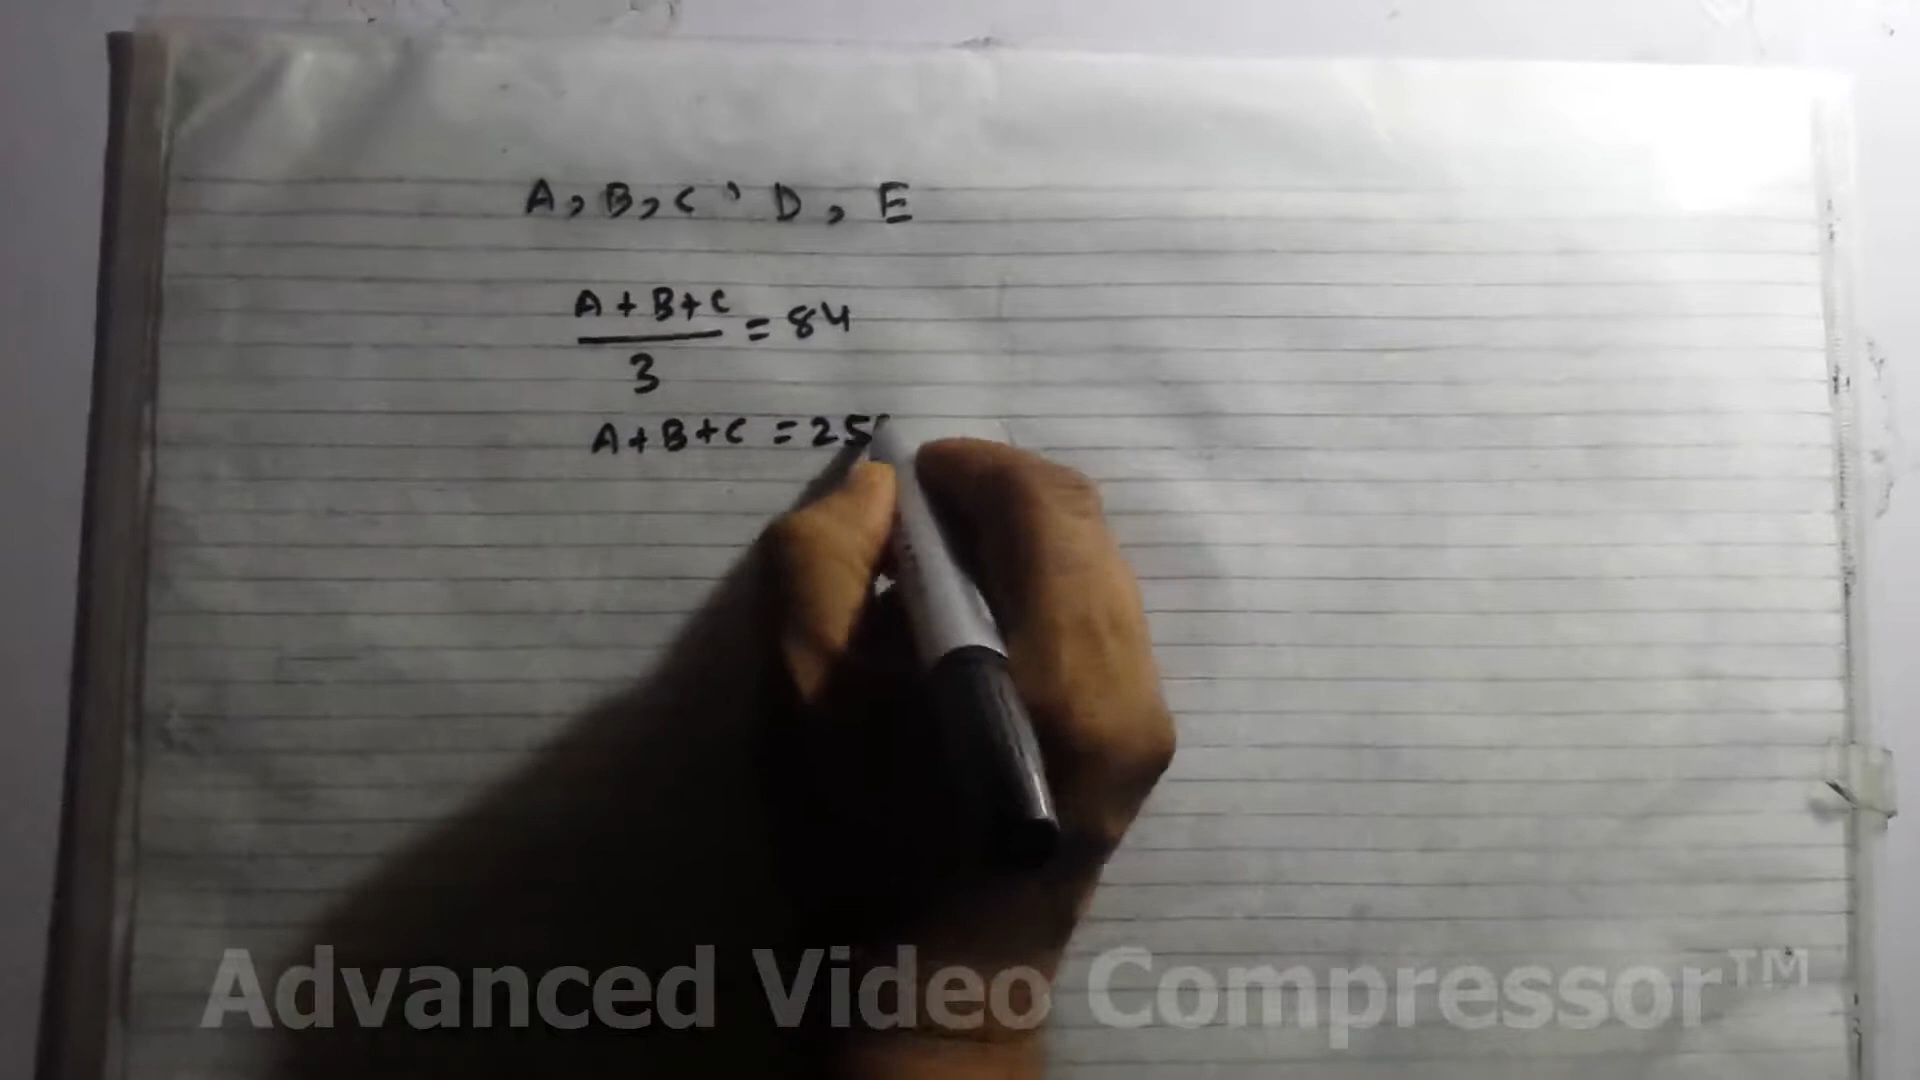 A, B, C, D, E
A + B + C
3
= 84
A + B + C = 25
Advanced Video Compressor™